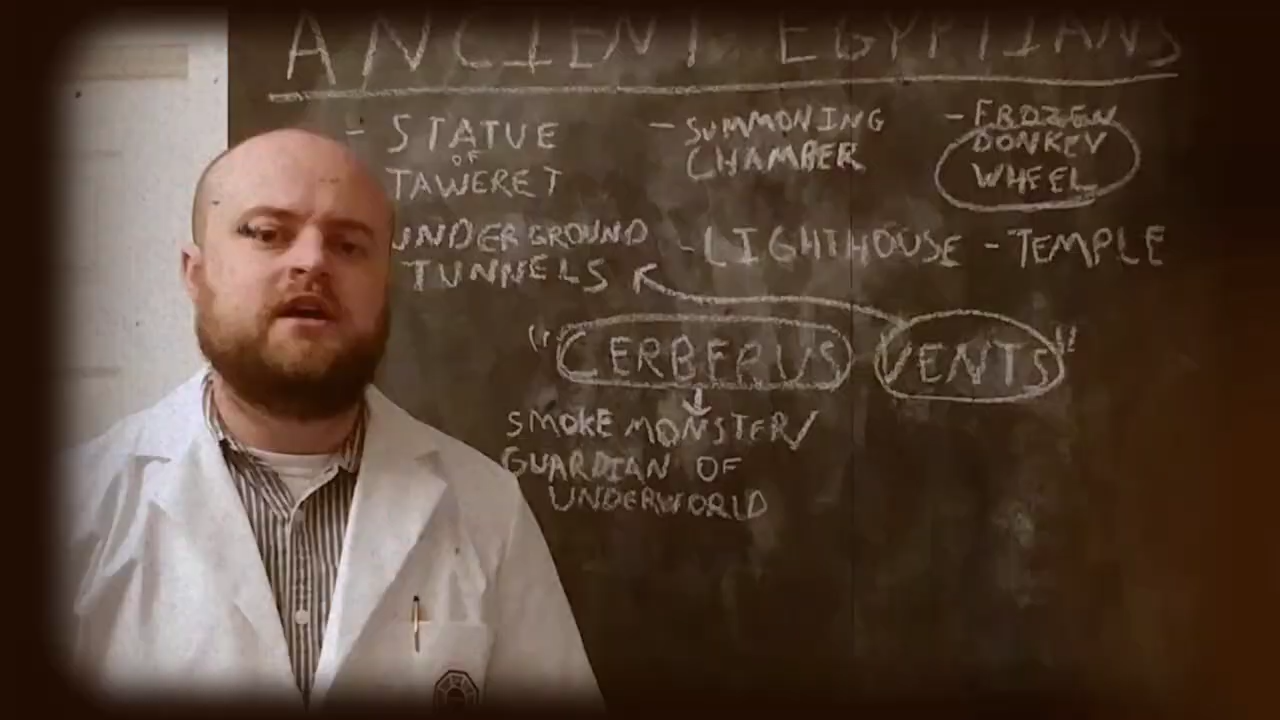 ANCIENT EGYPTIANS
- STATUE OF TAWERET
- SUMMONING CHAMBER
- FROZEN DONKEY WHEEL
UNDERGROUND TUNNELS
- LIGHTHOUSE
- TEMPLE
"CERBERUS VENTS"
SMOKE MONSTER/
GUARDIAN OF
UNDERWORLD